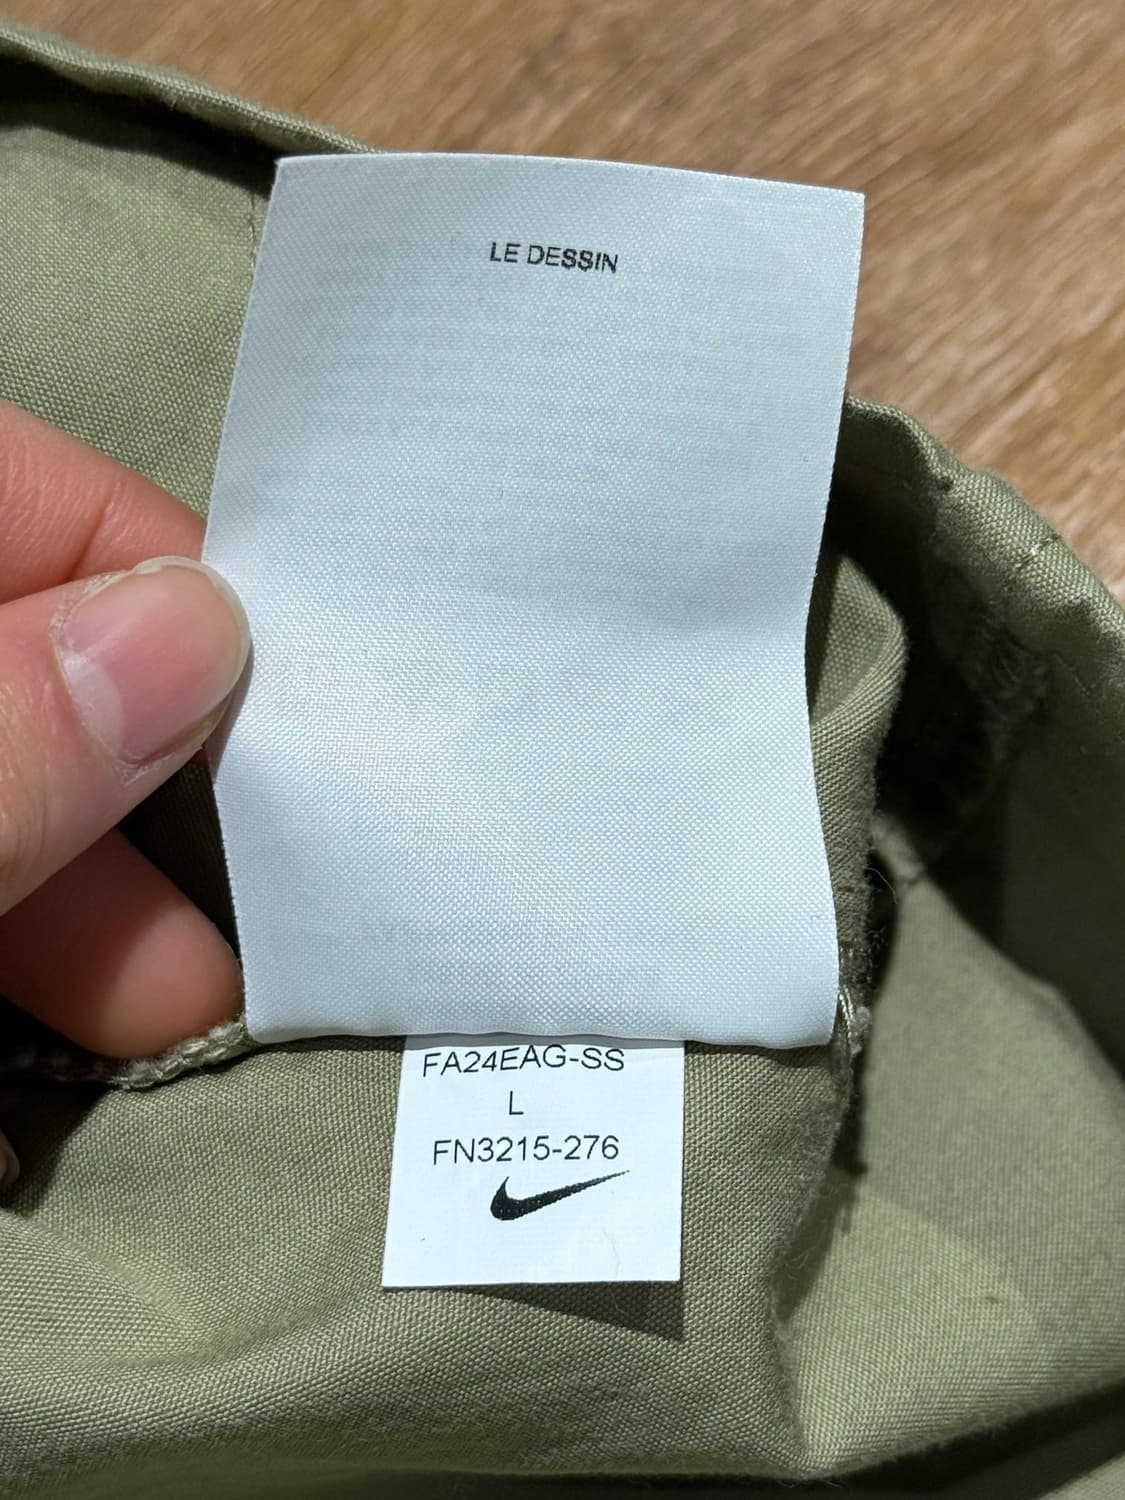 LE DESSIN
FA24EAG-SS
L
FN3215-276